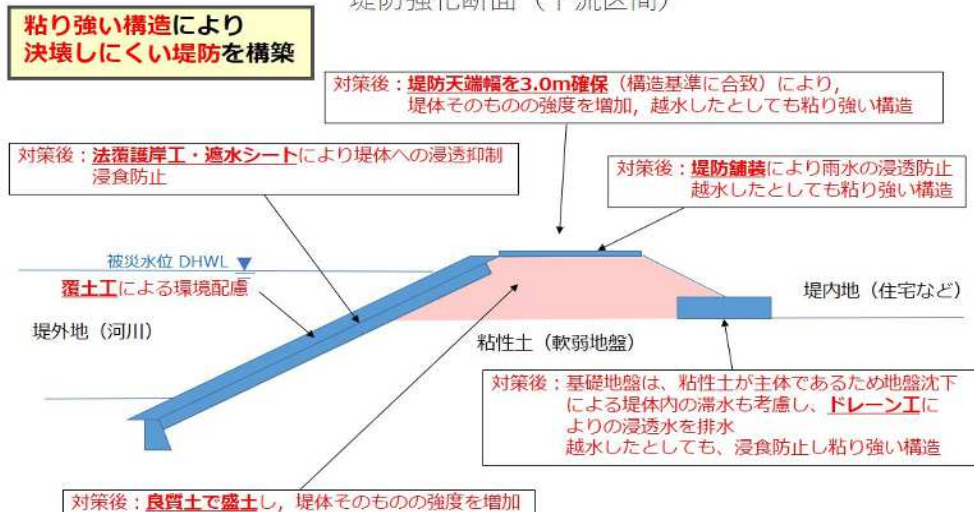 堤防強化断面（下流区間）
粘り強い構造により
決壊しにくい堤防を構築
対策後：堤防天端幅を3.0m確保（構造基準に合致）により，
堤体そのものの強度を増加，越水したとしても粘り強い構造
対策後：法覆護岸工・遮水シートにより堤体への浸透抑制
浸食防止
対策後：堤防舗装により雨水の浸透防止
越水したとしても粘り強い構造
被災水位 DHWL
覆土工による環境配慮
堤外地（河川）
堤内地（住宅など）
粘性土（軟弱地盤）
対策後：基礎地盤は、粘性土が主体であるため地盤沈下
による堤体内の滞水も考慮し、ドレーン工に
よりの浸透水を排水
越水したとしても、浸食防止し粘り強い構造
対策後：良質土で盛土し，堤体そのものの強度を増加